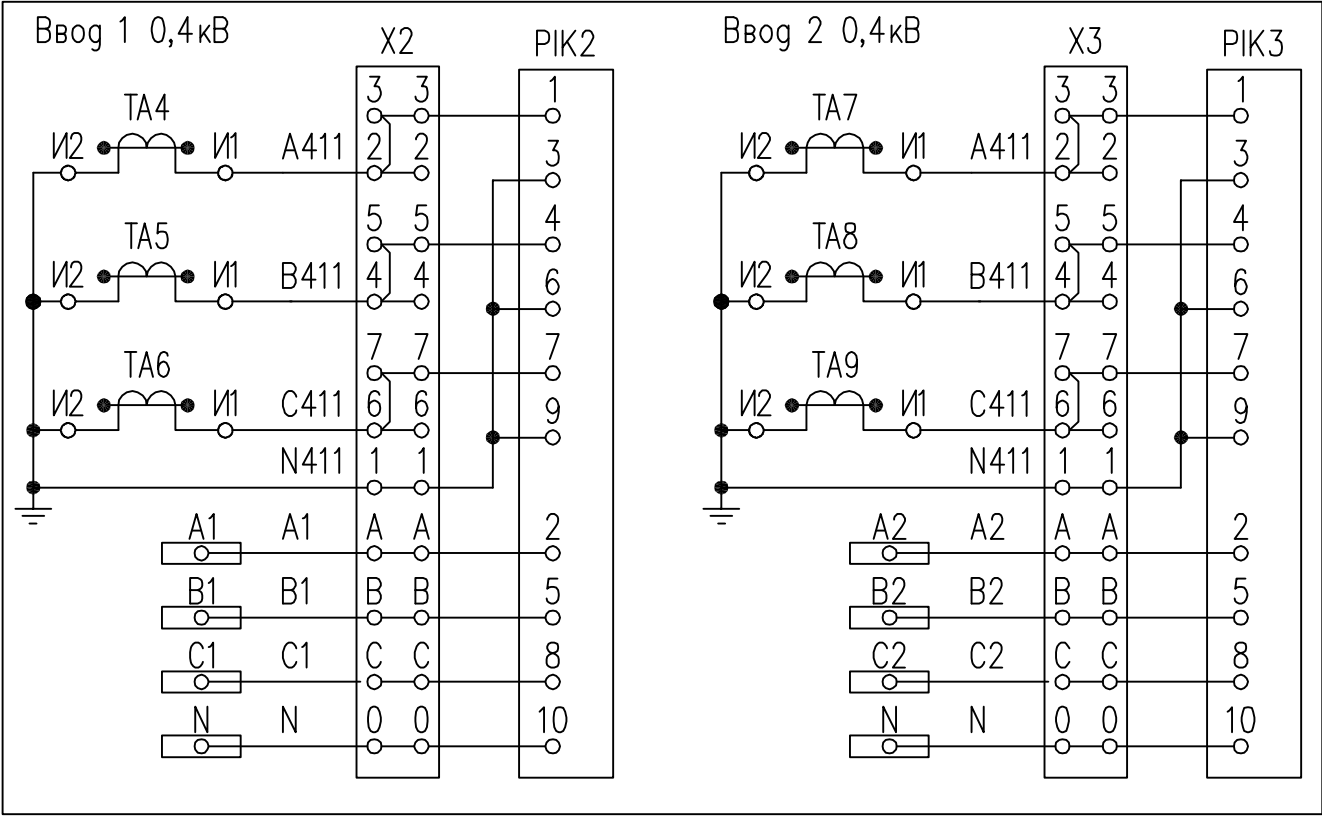 Ввод 1 0,4кВ
X2
PIK2
3 3 1
TA4
И2 И1 A411 2 2 3
5 5 4
TA5
И2 И1 B411 4 4 6
7 7 7
TA6
И2 И1 C411 6 6 9
N411 1 1
A1 A1 A A 2
B1 B1 B B 5
C1 C1 C C 8
N N 0 0 10
Ввод 2 0,4кВ
X3
PIK3
3 3 1
TA7
И2 И1 A411 2 2 3
5 5 4
TA8
И2 И1 B411 4 4 6
7 7 7
TA9
И2 И1 C411 6 6 9
N411 1 1
A2 A2 A A 2
B2 B2 B B 5
C2 C2 C C 8
N N 0 0 10